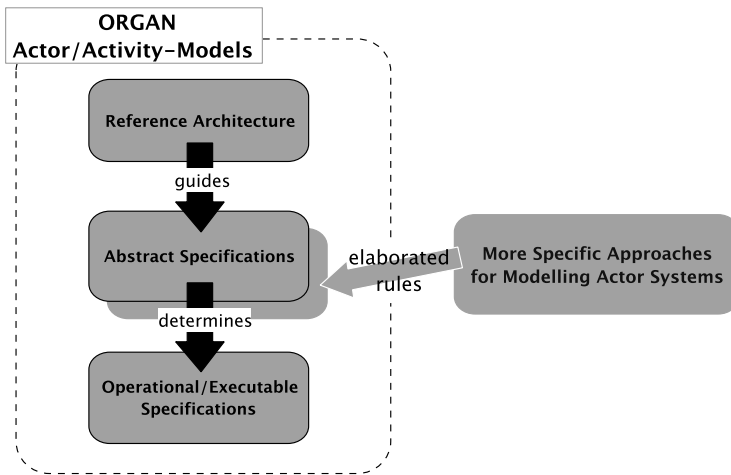 ORGAN
Actor/Activity-Models
Reference Architecture
guides
Abstract Specifications
elaborated
rules
More Specific Approaches
for Modelling Actor Systems
determines
Operational/Executable
Specifications